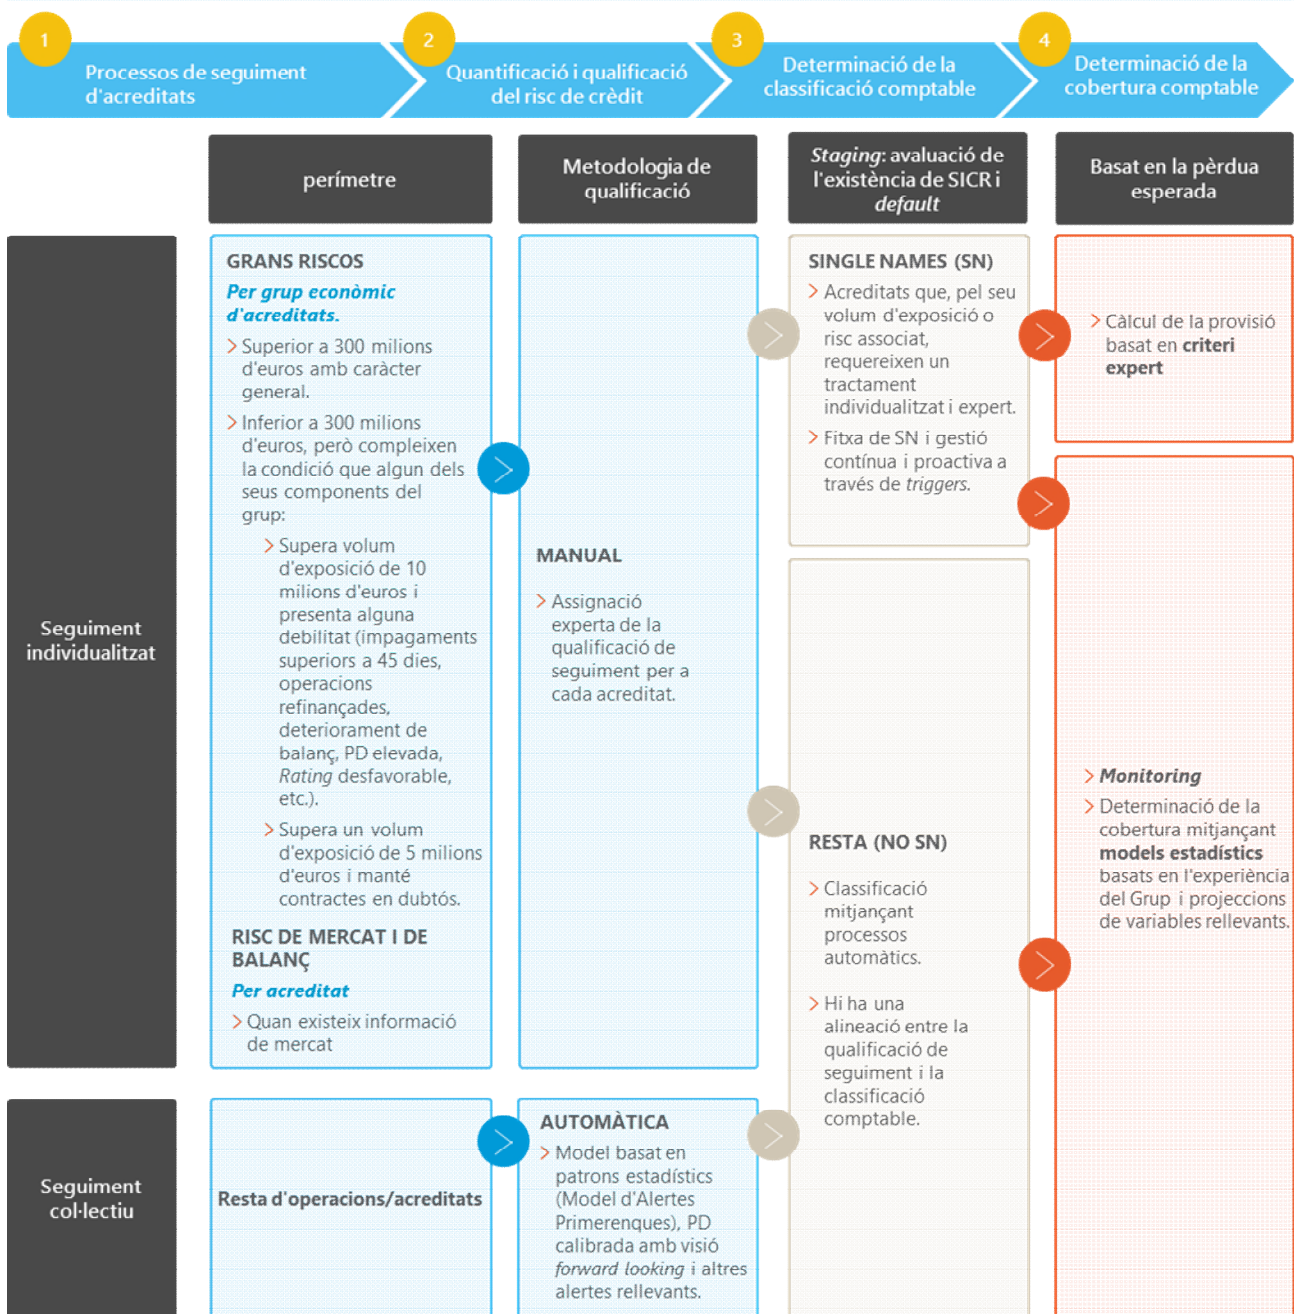 1
Processos de seguiment
d'acreditats
2
Quantificació i qualificació
del risc de crèdit
3
Determinació de la
classificació comptable
4
Determinació de la
cobertura comptable
perímetre
Metodologia de
qualificació
Staging: avaluació de
l'existència de SICR i
default
Basat en la pèrdua
esperada
Seguiment
individualitzat
GRANS RISCOS
Per grup econòmic
d'acreditats.
> Superior a 300 milions
d'euros amb caràcter
general.
> Inferior a 300 milions
d'euros, però compleixen
la condició que algun dels
seus components del
grup:
> Supera volum
d'exposició de 10
milions d'euros i
presenta alguna
debilitat (impagaments
superiors a 45 dies,
operacions
refinançades,
deteriorament de
balanç, PD elevada,
Rating desfavorable,
etc.).
> Supera un volum
d'exposició de 5 milions
d'euros i manté
contractes en dubtós.
RISC DE MERCAT I DE
BALANÇ
Per acreditat
> Quan existeix informació
de mercat
MANUAL
> Assignació
experta de la
qualificació de
seguiment per a
cada acreditat.
SINGLE NAMES (SN)
> Acreditats que, pel seu
volum d'exposició o
risc associat,
requereixen un
tractament
individualitzat i expert.
> Fitxa de SN i gestió
contínua i proactiva a
través de triggers.
> Càlcul de la provisió
basat en criteri
expert
RESTA (NO SN)
> Classificació
mitjançant
processos
automàtics.
> Hi ha una
alineació entre la
qualificació de
seguiment i la
classificació
comptable.
> Monitoring
> Determinació de la
cobertura mitjançant
models estadístics
basats en l'experiència
del Grup i projeccions
de variables rellevants.
Seguiment
col·lectiu
Resta d'operacions/acreditats
AUTOMÀTICA
> Model basat en
patrons estadístics
(Model d'Alertes
Primerenques), PD
calibrada amb visió
forward looking i altres
alertes rellevants.